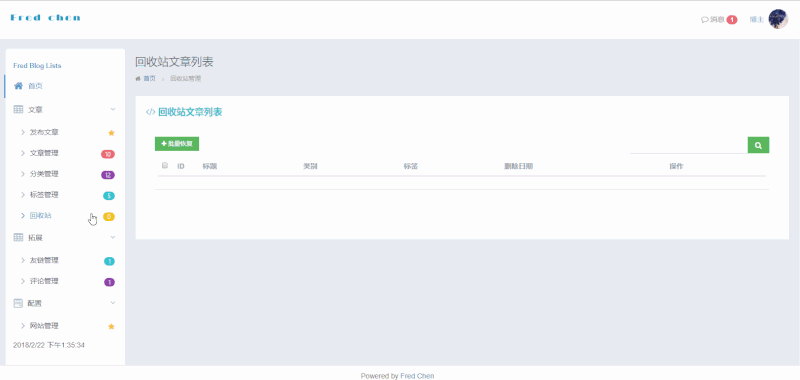 Fred chen
消息 1 博主
Fred Blog Lists
首页
文章
发布文章
文章管理 10
分类管理 12
标签管理 5
回收站 0
拓展
友链管理 1
评论管理 1
配置
网站管理
2018/2/22 下午1:35:34
回收站文章列表
首页 回收站管理
回收站文章列表
批量恢复
ID 标题 类别 标签 删除日期 操作
Powered by Fred Chen